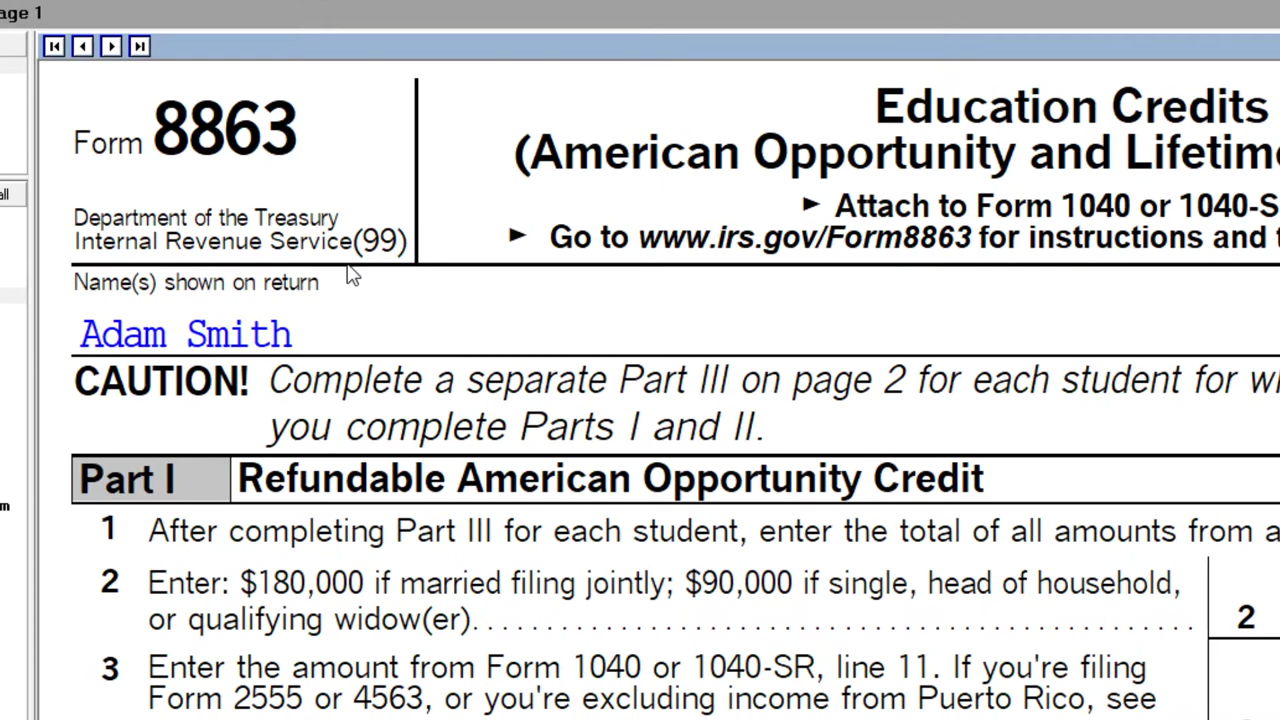 age 1
all
Form 8863
Department of the Treasury
Internal Revenue Service(99)
Education Credits
(American Opportunity and Lifetim
► Attach to Form 1040 or 1040-S
► Go to www.irs.gov/Form8863 for instructions and t
Name(s) shown on return
Adam Smith
CAUTION! Complete a separate Part III on page 2 for each student for wh
you complete Parts I and II.
Part I Refundable American Opportunity Credit
1 After completing Part III for each student, enter the total of all amounts from a
2 Enter: $180,000 if married filing jointly; $90,000 if single, head of household,
or qualifying widow(er). . . . . . . . . . . . . . . . . . . . . . . . . . . . . . . . . . . . . . . . . . . . . 2
3 Enter the amount from Form 1040 or 1040-SR, line 11. If you're filing
Form 2555 or 4563, or you're excluding income from Puerto Rico, see